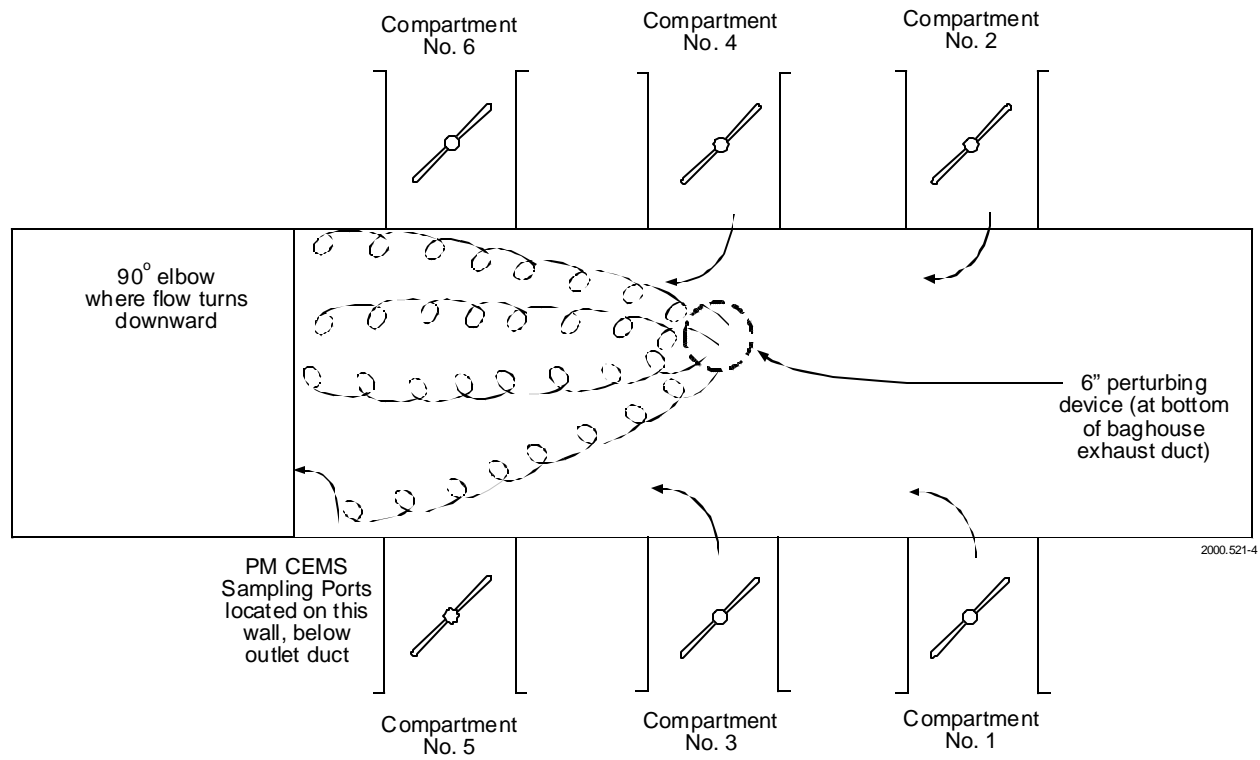 Compartment
No. 6
Compartment
No. 4
Compartment
No. 2
90° elbow
where flow turns
downward
6” perturbing
device (at bottom
of baghouse
exhaust duct)
2000.521-4
PM CEMS
Sampling Ports
located on this
wall, below
outlet duct
Compartment
No. 5
Compartment
No. 3
Compartment
No. 1